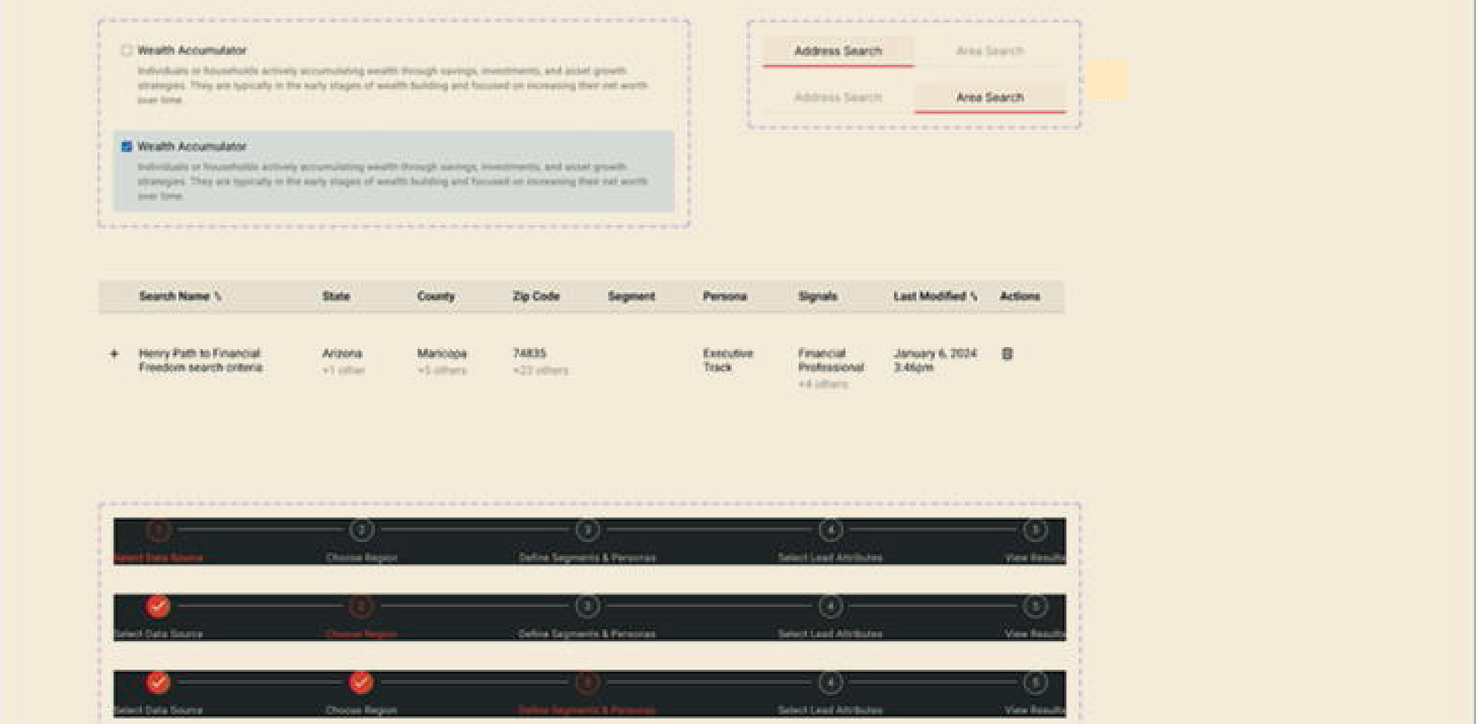 Wealth Accumulator
Individuals or households actively accumulating wealth through savings, investments, and asset growth
strategies. They are typically in the early stages of wealth building and focused on increasing their net worth
over time.
Wealth Accumulator
Individuals or households actively accumulating wealth through savings, investments, and asset growth
strategies. They are typically in the early stages of wealth building and focused on increasing their net worth
over time.
Address Search Area Search
Address Search Area Search
Search Name State County Zip Code Segment Persona Signals Last Modified Actions
+ Henry Path to Financial Arizona Maricopa 74835 Executive Financial January 6, 2024
Freedom search criteria +1 other +5 others +23 others Track Professional 3:46pm
+4 others
1 2 3 4 5
Select Data Source Choose Region Define Segments & Personas Select Lead Attributes View Results
2 3 4 5
Select Data Source Choose Region Define Segments & Personas Select Lead Attributes View Results
3 4 5
Select Data Source Choose Region Define Segments & Personas Select Lead Attributes View Results